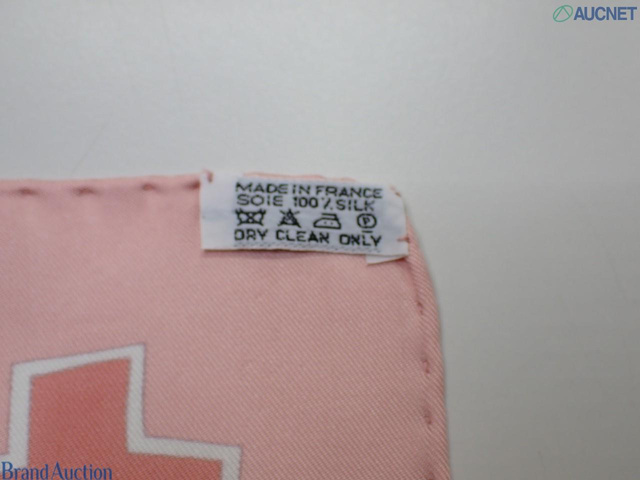 AUCNET
MADE IN FRANCE
SOIE 100% SILK
P
DRY CLEAN ONLY
Brand Auction